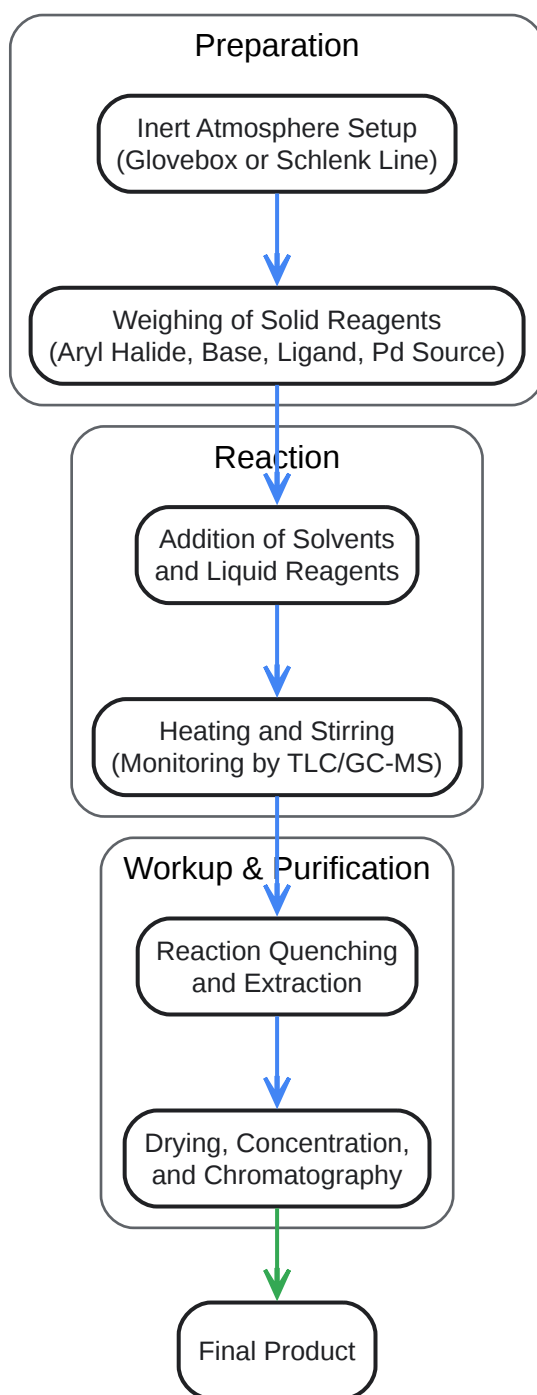 Preparation
Inert Atmosphere Setup
(Glovebox or Schlenk Line)
Weighing of Solid Reagents
(Aryl Halide, Base, Ligand, Pd Source)
Reaction
Addition of Solvents
and Liquid Reagents
Heating and Stirring
(Monitoring by TLC/GC-MS)
Workup & Purification
Reaction Quenching
and Extraction
Drying, Concentration,
and Chromatography
Final Product